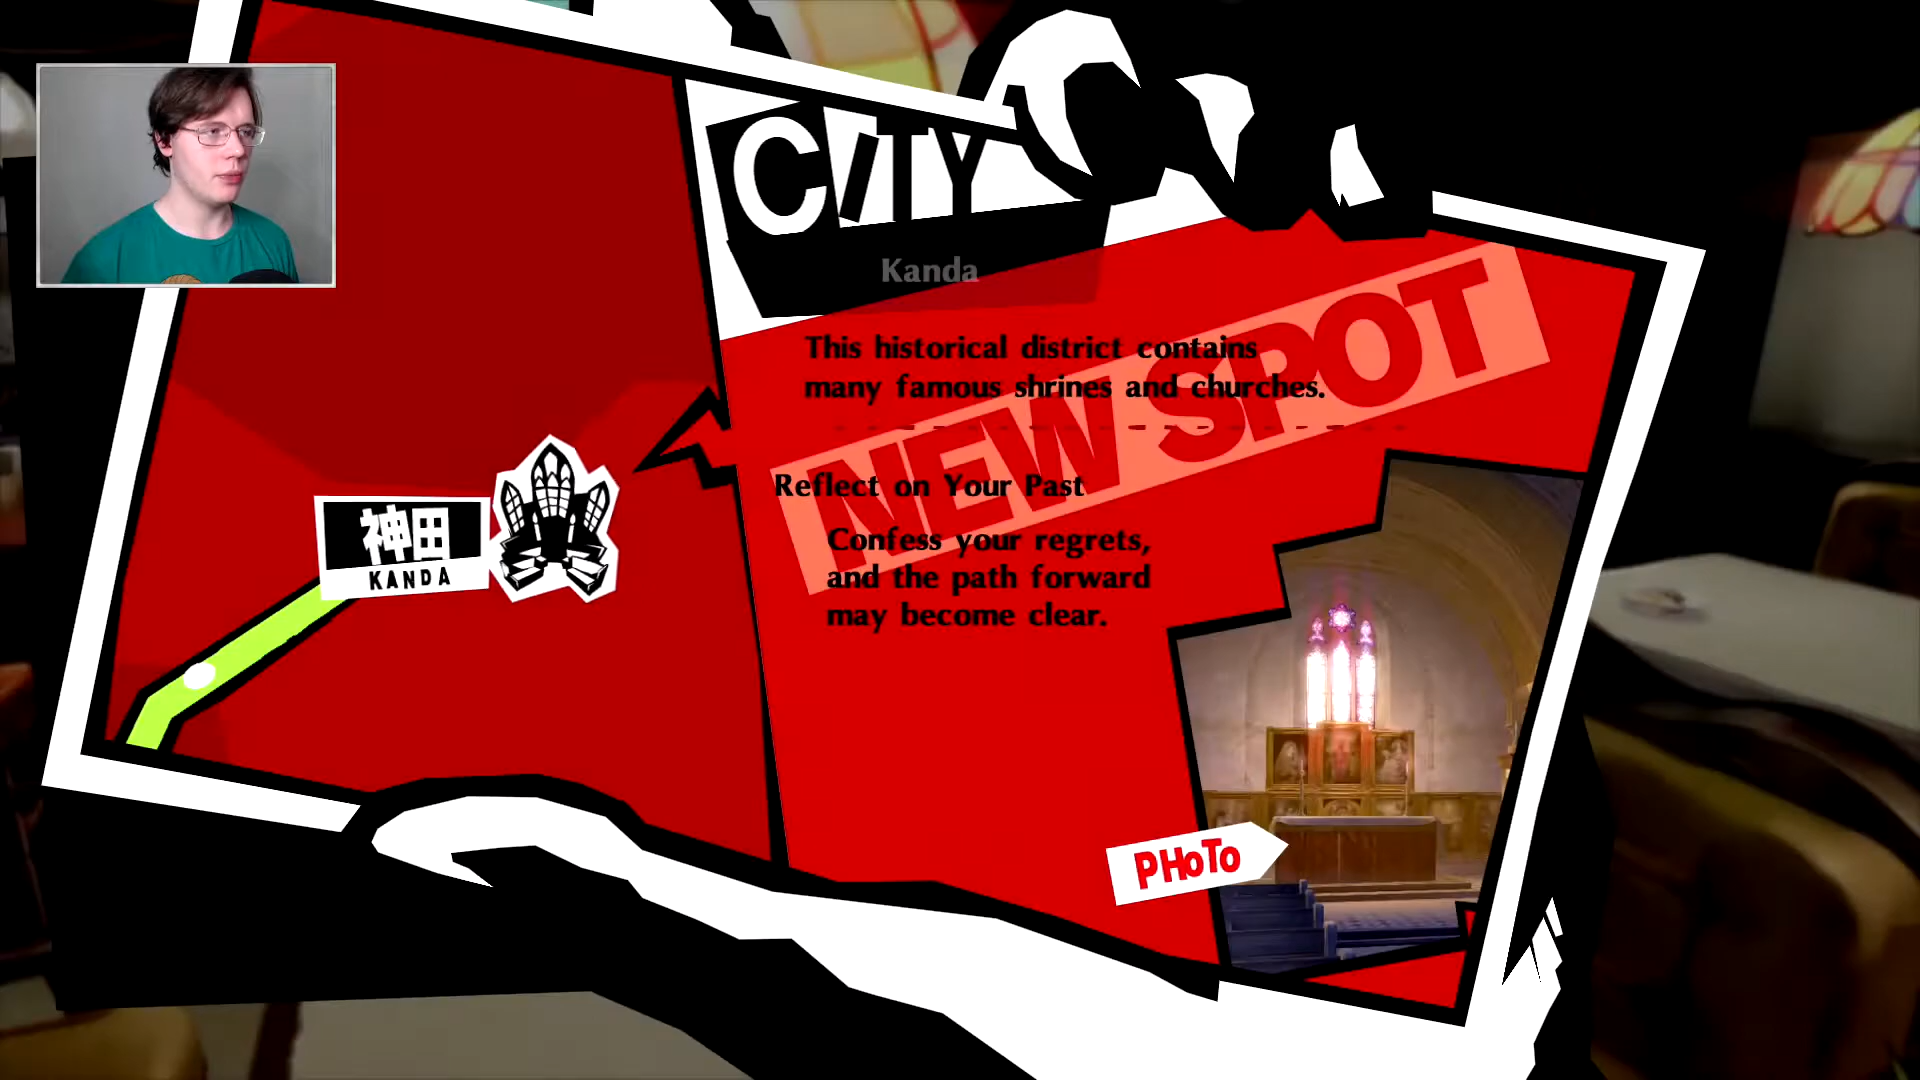 CITY
Kanda
NEW SPOT
This historical district contains
many famous shrines and churches.
Reflect on Your Past
Confess your regrets,
and the path forward
may become clear.
神田
KANDA
PHoTo